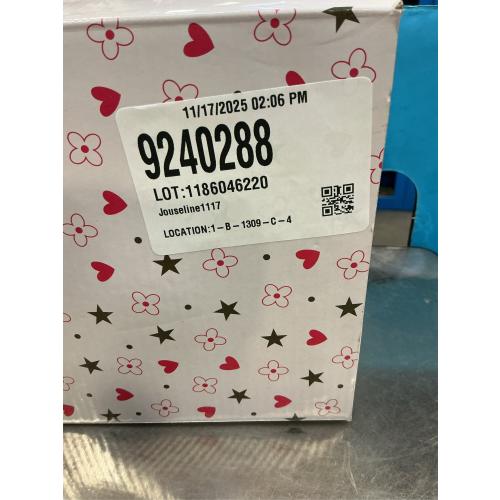 11/17/2025 02:06 PM
9240288
LOT:1186046220
Jouseline1117
LOCATION:1-B-1309-C-4